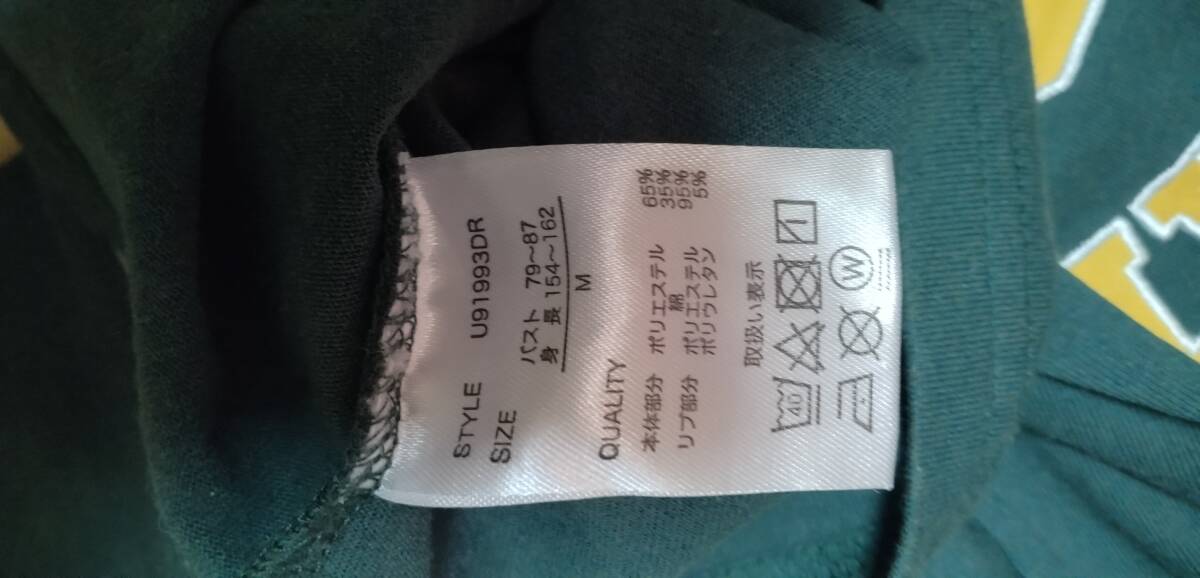 STYLE U91993DR
SIZE バスト 79～87
身 長 154～162
M
QUALITY
本体部分 ポリエステル 65%
綿 35%
リブ部分 ポリエステル 95%
ポリウレタン 5%
取扱い表示
40
W